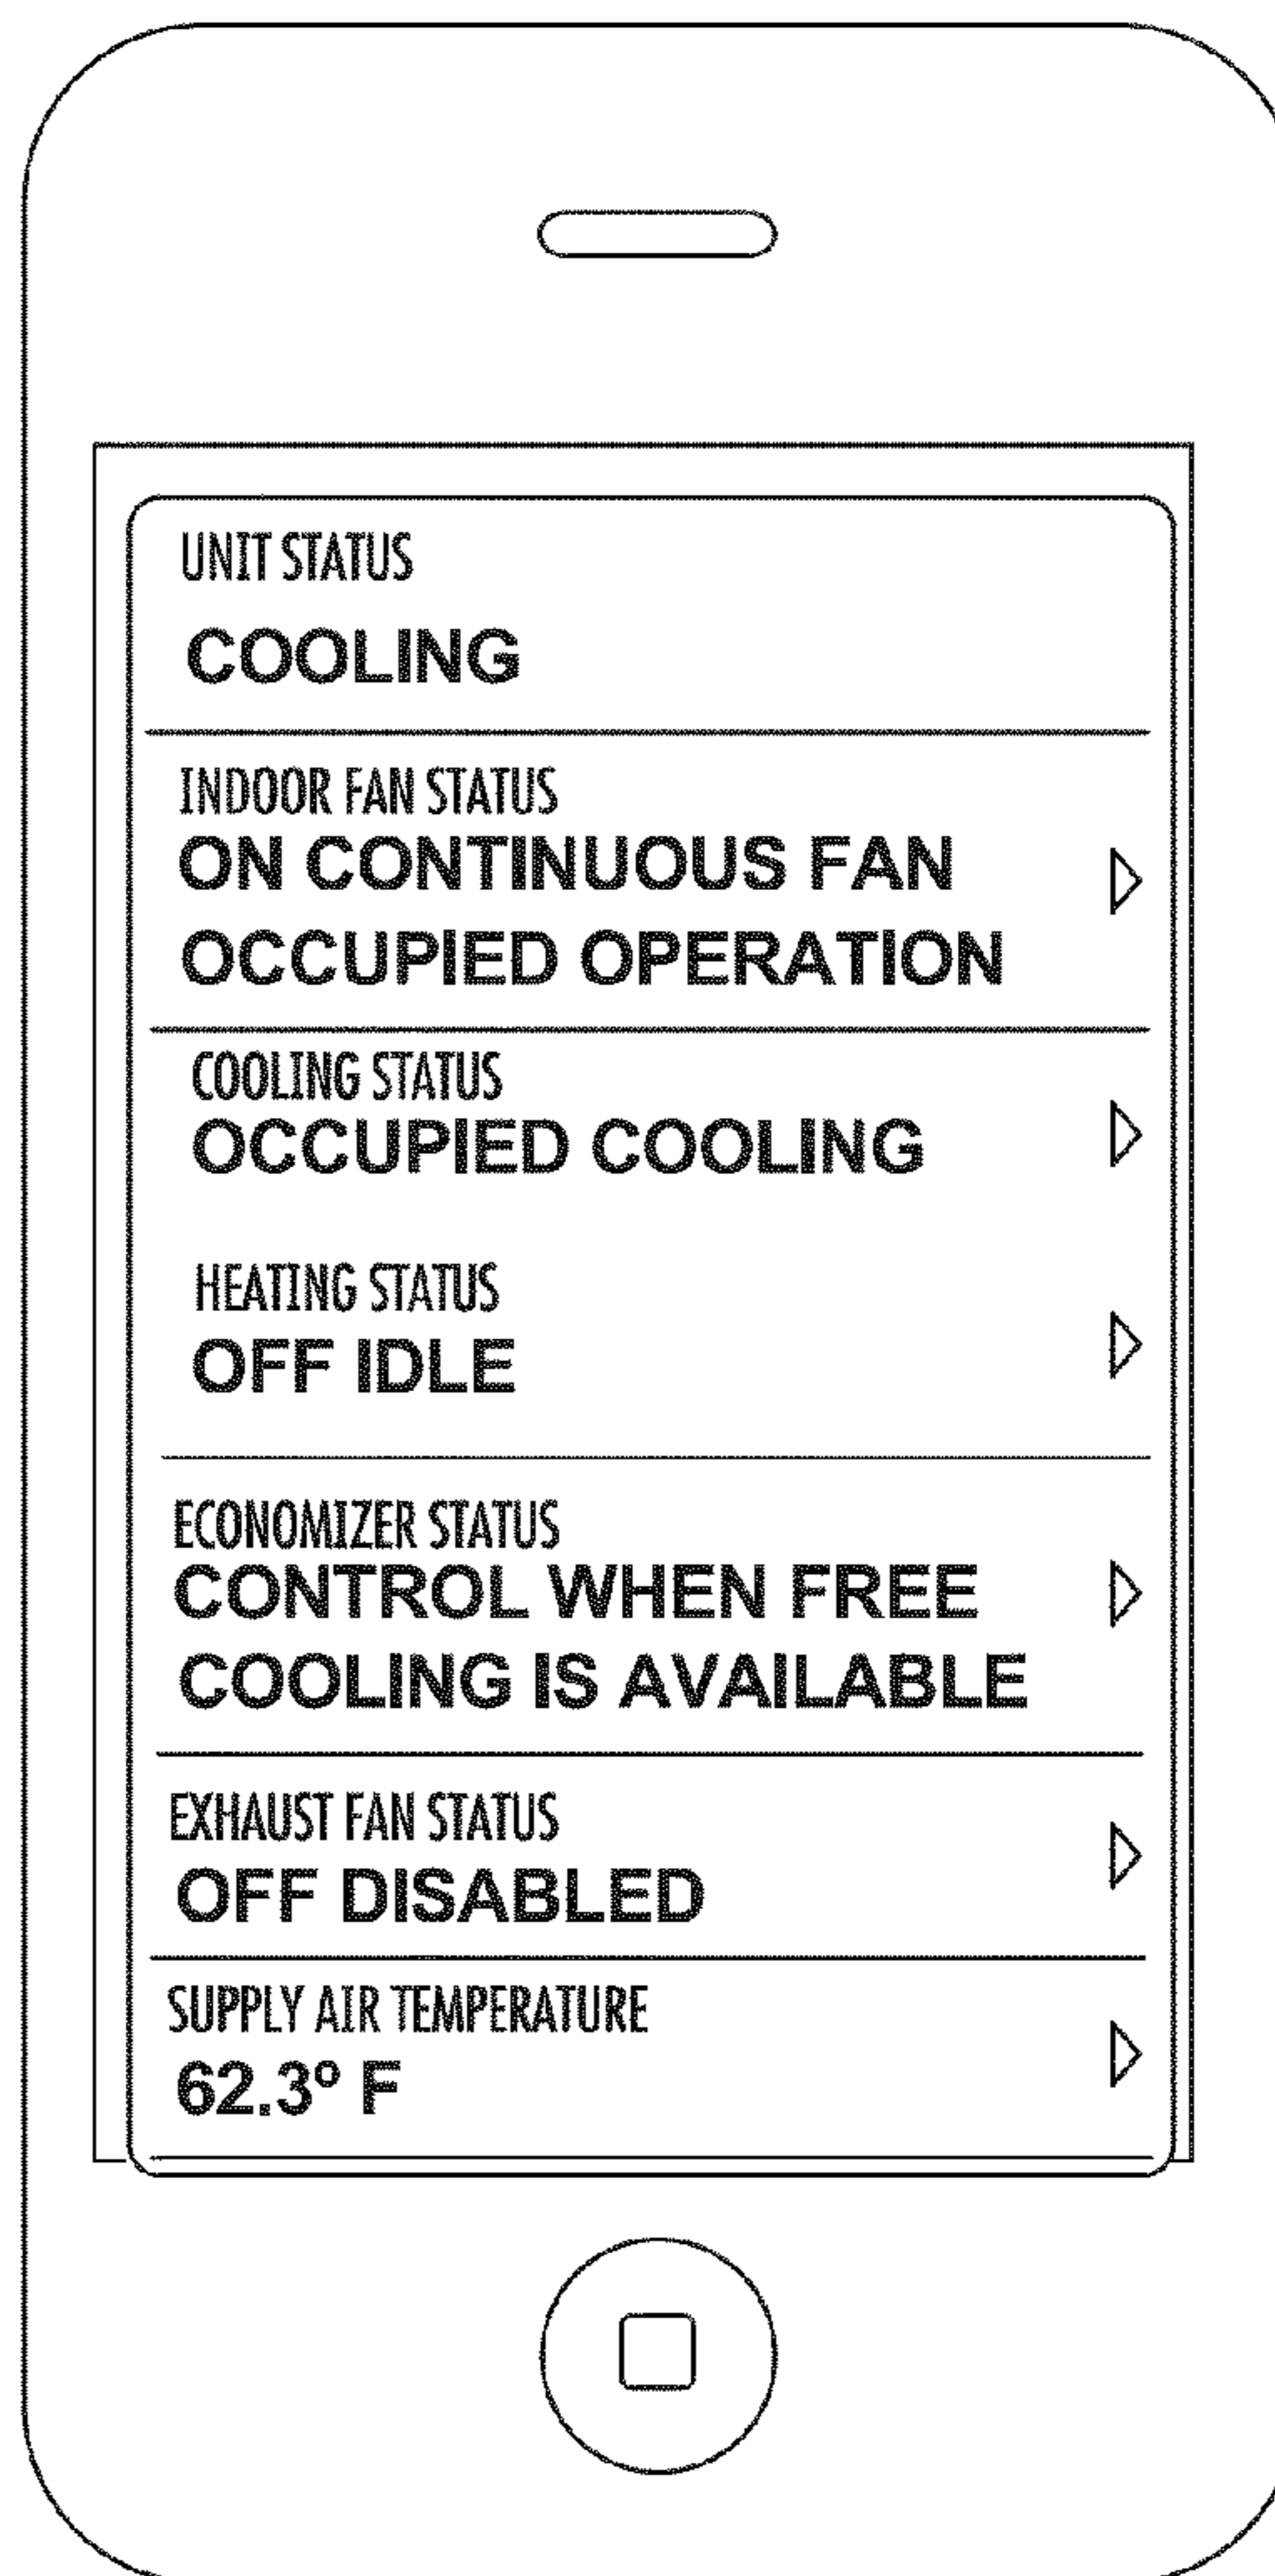 UNIT STATUS
COOLING
INDOOR FAN STATUS
ON CONTINUOUS FAN
OCCUPIED OPERATION
COOLING STATUS
OCCUPIED COOLING
HEATING STATUS
OFF IDLE
ECONOMIZER STATUS
CONTROL WHEN FREE
COOLING IS AVAILABLE
EXHAUST FAN STATUS
OFF DISABLED
SUPPLY AIR TEMPERATURE
62.3º F